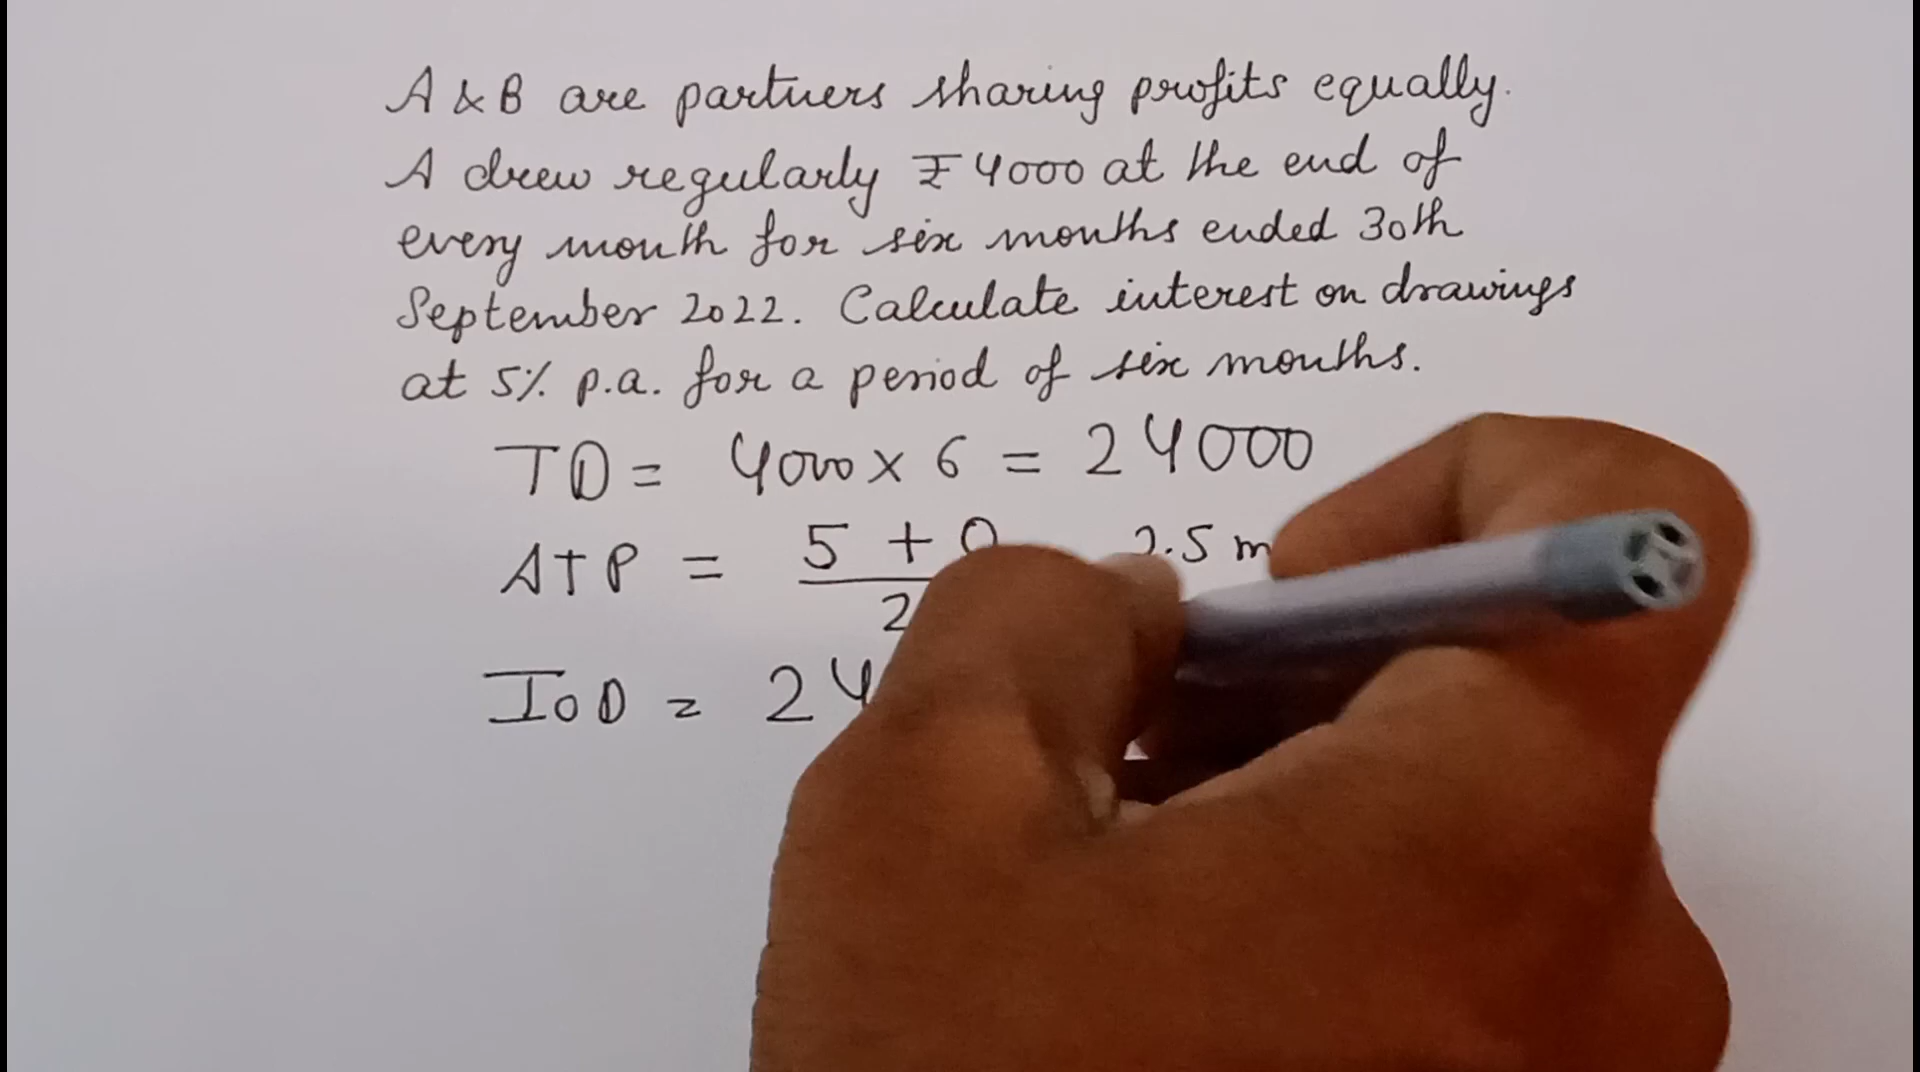 A & B are partners sharing profits equally.
A drew regularly ₹ 4000 at the end of
every month for six months ended 30th
September 2022. Calculate interest on drawings
at 5% p.a. for a period of six months.
TD = 4000 x 6 = 24000
ATP = 5 + 0 2.5 m
2
IOD = 24